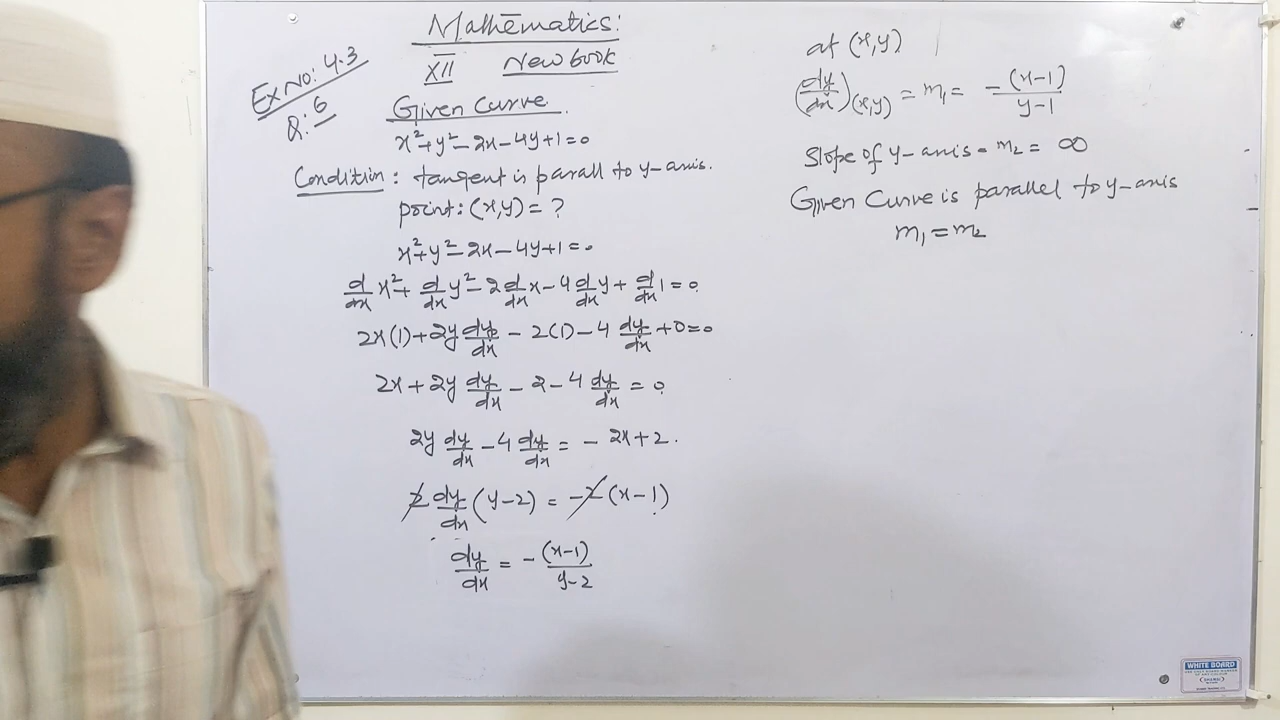 Mathematics:
XII New book
Ex No: 4.3
Q: 6
Given Curve.
x²+y²-2x-4y+1=0
Condition: tangent is parall to y-axis.
point: (x,y) = ?
x²+y²-2x-4y+1=0
d/dx x² + d/dx y² - 2 d/dx x - 4 d/dx y + d/dx 1 = 0
2x(1)+2y dy/dx - 2(1) - 4 dy/dx +0=0
2x+2y dy/dx - 2 - 4 dy/dx = 0
2y dy/dx - 4 dy/dx = - 2x+2.
2 dy/dx (y-2) = -2 (x-1)
dy/dx = - (x-1)/y-2
at (x,y)
(dy/dx)(x,y) = m₁ = - (x-1)/y-1
Slope of y-axis = m₂ = ∞
Given Curve is parallel to y-axis
m₁ = m₂
WHITE BOARD